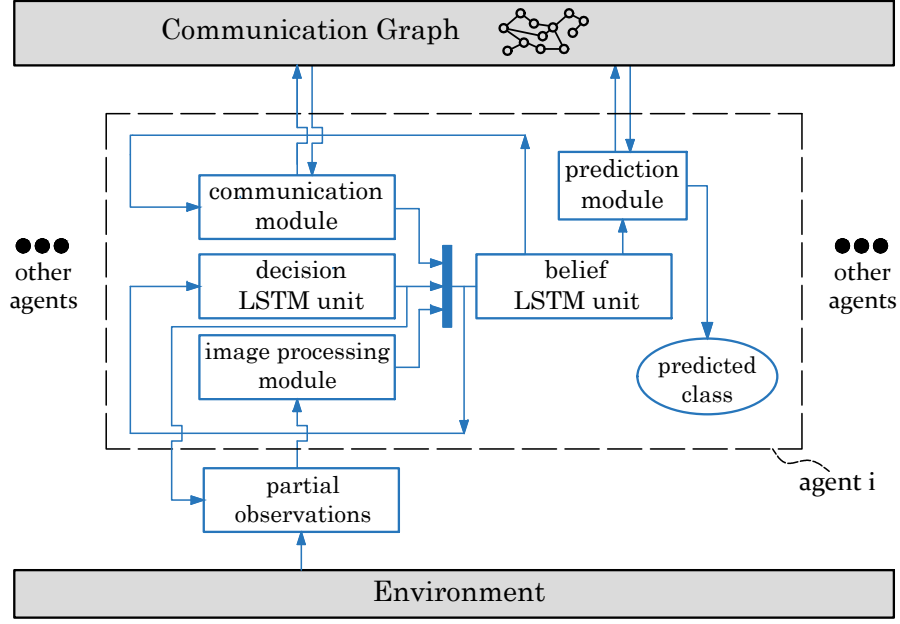 Communication Graph
communication
module
prediction
module
other
agents
decision
LSTM unit
belief
LSTM unit
other
agents
image processing
module
predicted
class
agent i
partial
observations
Environment